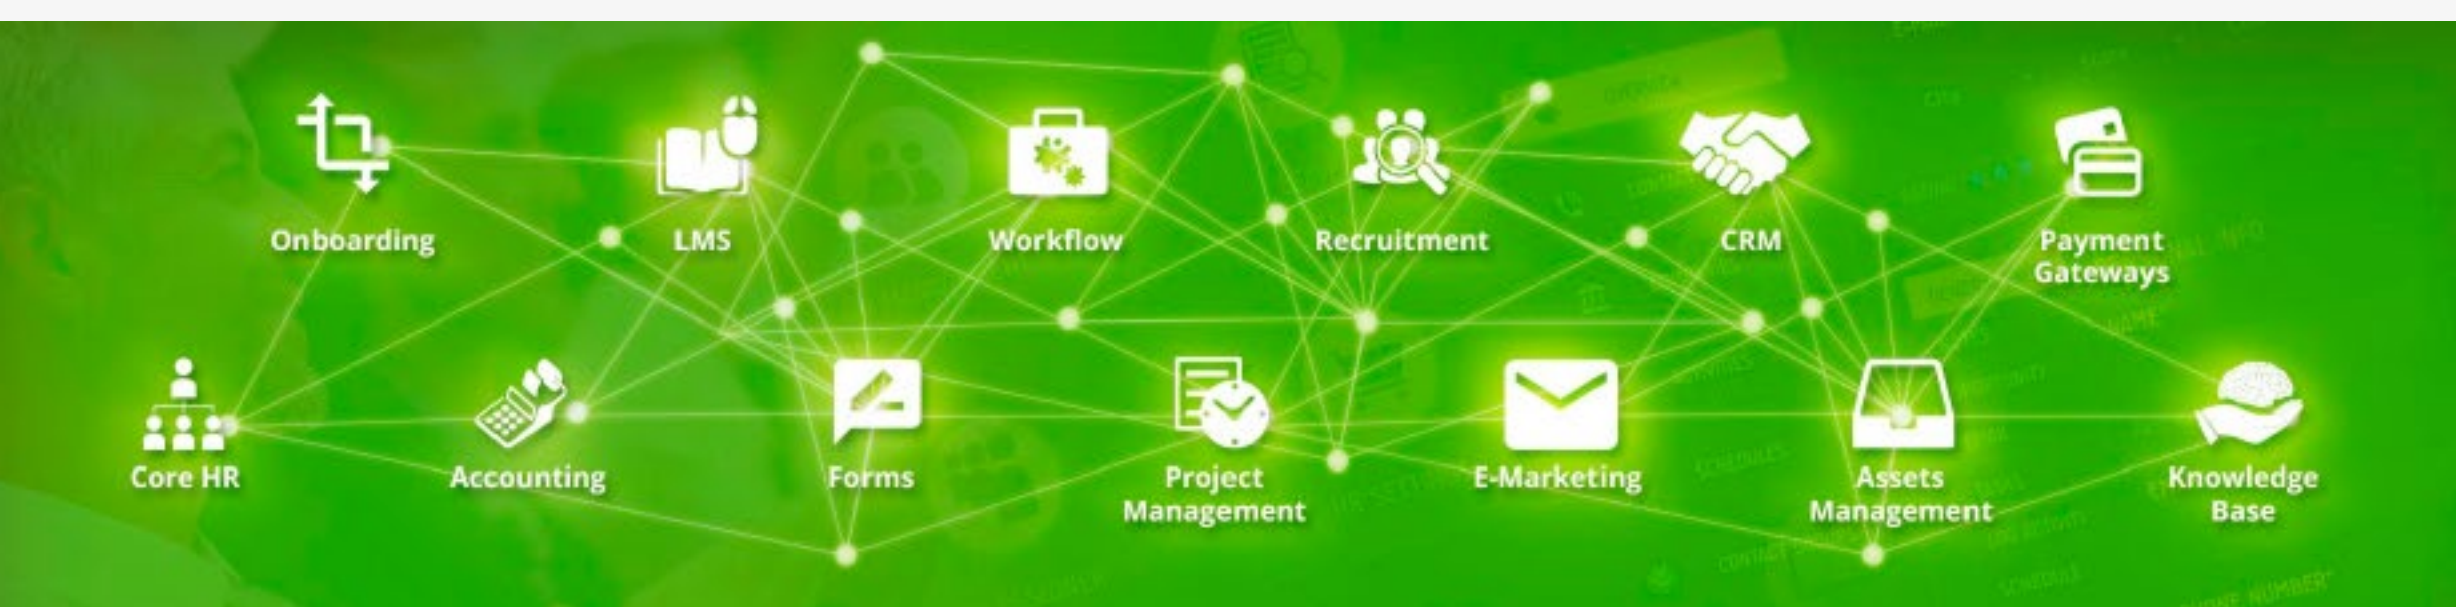 Onboarding
LMS
Workflow
Recruitment
CRM
Payment
Gateways
Core HR
Accounting
Forms
Project
Management
E-Marketing
Assets
Management
Knowledge
Base